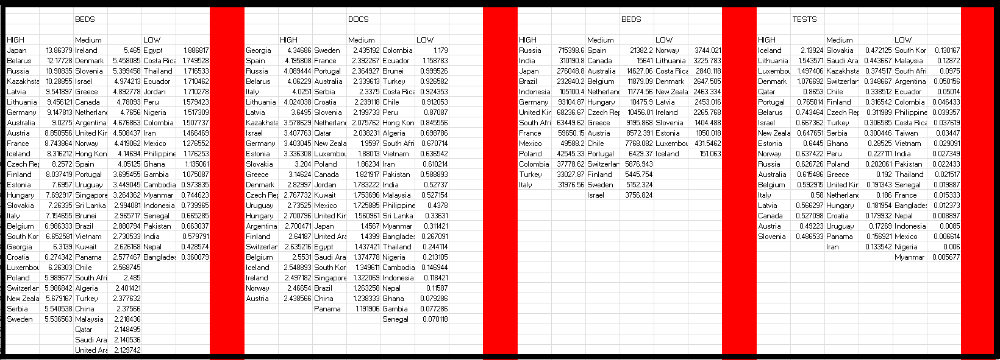 BEDS DOCS BEDS TESTS
HIGH Medium LOW HIGH Medium LOW HIGH Medium LOW HIGH Medium LOW
Japan 13.86379 Ireland 5.465 Egypt 1.886817 Georgia 4.34686 Sweden 2.435192 Colombia 1.179 Russia 715398.6 Spain 21382.2 Norway 3744.021 Iceland 2.13924 Slovakia 0.472125 South Kor 0.130167
Belarus 12.17728 Denmark 5.458085 Costa Rica 1.749528 Spain 4.195808 France 2.392267 Ecuador 1.158783 India 310190.8 Canada 15641 Lithuania 3225.783 Lithuania 1.543571 Saudi Ara 0.443667 Malaysia 0.12872
Russia 10.90835 Slovenia 5.399458 Thailand 1.716533 Russia 4.089444 Portugal 2.364927 Brunei 0.999526 Japan 276048.8 Australia 14627.06 Costa Rica 2840.118 Luxembou 1.497406 Kazakhsta 0.374517 South Afri 0.0975
Kazakhsta 10.28855 Israel 4.974213 Ecuador 1.710462 Belarus 4.06229 Australia 2.339613 Turkey 0.926582 Brazil 232840.2 Belgium 11879.09 Denmark 2647.505 Denmark 1.076692 Switzerlar 0.348667 Argentina 0.050156
Latvia 9.541897 Greece 4.892778 Jordan 1.710278 Italy 4.0251 Serbia 2.3375 Costa Rica 0.924353 Indonesia 105100.4 Netherlanc 11774.56 New Zeala 2463.334 Qatar 0.8653 Chile 0.338512 Ecuador 0.05014
Lithuania 9.456121 Canada 4.78093 Peru 1.579423 Lithuania 4.024038 Croatia 2.239118 Chile 0.912053 Germany 93104.87 Hungary 10475.9 Latvia 2453.016 Portugal 0.765014 Finland 0.316542 Colombia 0.046433
Germany 9.147813 Netherlanc 4.7656 Nigeria 1.517309 Latvia 3.6495 Slovenia 2.199733 Peru 0.87087 United Kin 68236.67 Czech Rep 10456.01 Ireland 2265.768 Belarus 0.743464 Czech Rep 0.311989 Philippine 0.039357
Australia 9.0275 Argentina 4.676863 Colombia 1.507737 Kazakhsta 3.578629 Netherlanc 2.075762 Hong Kon 0.845556 South Afri 63449.62 Greece 9195.868 Slovenia 1404.488 Israel 0.667362 Turkey 0.306585 Costa Rica 0.037619
Austria 8.850556 United Kin 4.508437 Iran 1.466469 Israel 3.407763 Qatar 2.038231 Algeria 0.698786 France 59650.15 Austria 8572.391 Estonia 1050.018 New Zeala 0.647651 Serbia 0.300446 Taiwan 0.03447
France 8.743864 Norway 4.419062 Mexico 1.276552 Germany 3.403045 New Zeala 1.9597 South Afri 0.670714 Mexico 49588.2 Chile 7768.082 Luxembou 431.5462 Estonia 0.6445 Ghana 0.28525 Vietnam 0.029091
Iceland 8.316212 Hong Kon 4.14694 Philippine 1.176253 Estonia 3.336308 Luxembou 1.88013 Vietnam 0.636542 Poland 42545.33 Portugal 6429.37 Iceland 151.063 Norway 0.637422 Peru 0.227111 India 0.027349
Czech Rep 8.2572 Spain 4.05125 Ghana 1.135061 Slovakia 3.204 Poland 1.86234 Iran 0.610214 Colombia 37778.62 Switzerlar 5876.943 Russia 0.626726 Poland 0.202061 Pakistan 0.022433
Finland 8.037419 Portugal 3.695455 Gambia 1.075087 Greece 3.14624 Canada 1.821917 Pakistan 0.588893 Turkey 33027.87 Finland 5445.754 Australia 0.615486 Greece 0.192 Thailand 0.021517
Estonia 7.6957 Uruguay 3.449045 Cambodia 0.973835 Denmark 2.82997 Jordan 1.783222 India 0.52737 Italy 31976.56 Sweden 5152.324 Belgium 0.592915 United Kin 0.191343 Senegal 0.019887
Hungary 7.692917 Singapore 3.264362 Myanmar 0.744623 Czech Rep 2.767732 Kuwait 1.753696 Malaysia 0.527154 Israel 3756.824 Italy 0.58 Netherlanc 0.186 France 0.015333
Slovakia 7.26335 Sri Lanka 2.994081 Indonesia 0.739965 Uruguay 2.73525 Mexico 1.725885 Philippine 0.4378 Latvia 0.566297 Hungary 0.181954 Banglades 0.012373
Italy 7.154655 Brunei 2.965717 Senegal 0.665285 Hungary 2.700796 United Kin 1.560961 Sri Lanka 0.33631 Canada 0.527098 Croatia 0.179932 Nepal 0.008897
Belgium 6.986333 Brazil 2.880794 Pakistan 0.663037 Argentina 2.700471 Japan 1.4567 Myanmar 0.311421 Austria 0.49223 Uruguay 0.17269 Indonesia 0.0085
South Kor 6.652581 Vietnam 2.730533 India 0.579791 Finland 2.64187 United Ara 1.4399 Banglades 0.267091 Slovenia 0.486533 Panama 0.156921 Mexico 0.006614
Georgia 6.3139 Kuwait 2.626168 Nepal 0.428574 Switzerlar 2.635216 Egypt 1.437421 Thailand 0.244114 Iran 0.133542 Nigeria 0.006
Croatia 6.274342 Panama 2.577467 Banglades 0.360079 Belgium 2.5531 Saudi Ara 1.374778 Nigeria 0.213105 Myanmar 0.005677
Luxembou 6.26303 Chile 2.568745 Iceland 2.548893 South Kor 1.349611 Cambodia 0.146944
Poland 5.989677 South Afri 2.485 Ireland 2.497182 Singapore 1.322069 Indonesia 0.118421
Switzerlar 5.986842 Algeria 2.401421 Norway 2.46654 Brazil 1.263258 Nepal 0.11587
New Zeala 5.679167 Turkey 2.377632 Austria 2.438566 China 1.238333 Ghana 0.079286
Serbia 5.540538 China 2.37566 Panama 1.191906 Gambia 0.077286
Sweden 5.536563 Malaysia 2.218436 Senegal 0.070118
Qatar 2.148495
Saudi Ara 2.140536
United Ara 2.129742